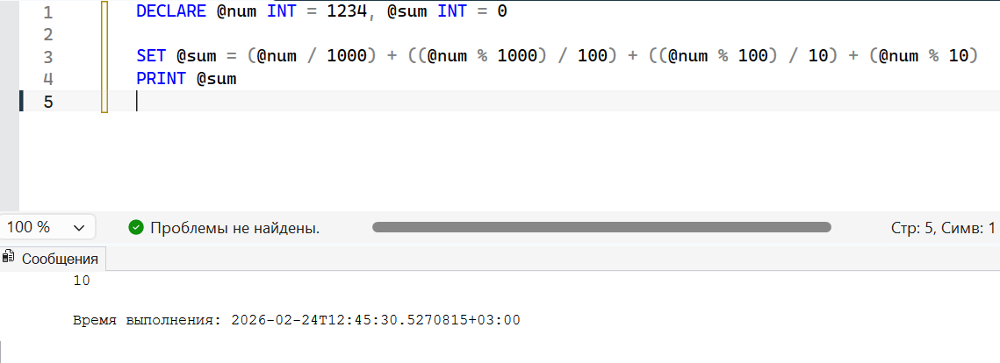 1 DECLARE @num INT = 1234, @sum INT = 0
2
3 SET @sum = (@num / 1000) + ((@num % 1000) / 100) + ((@num % 100) / 10) + (@num % 10)
4 PRINT @sum
5
100 % Проблемы не найдены. Стр: 5, Симв: 1
Сообщения
10
Время выполнения: 2026-02-24T12:45:30.5270815+03:00